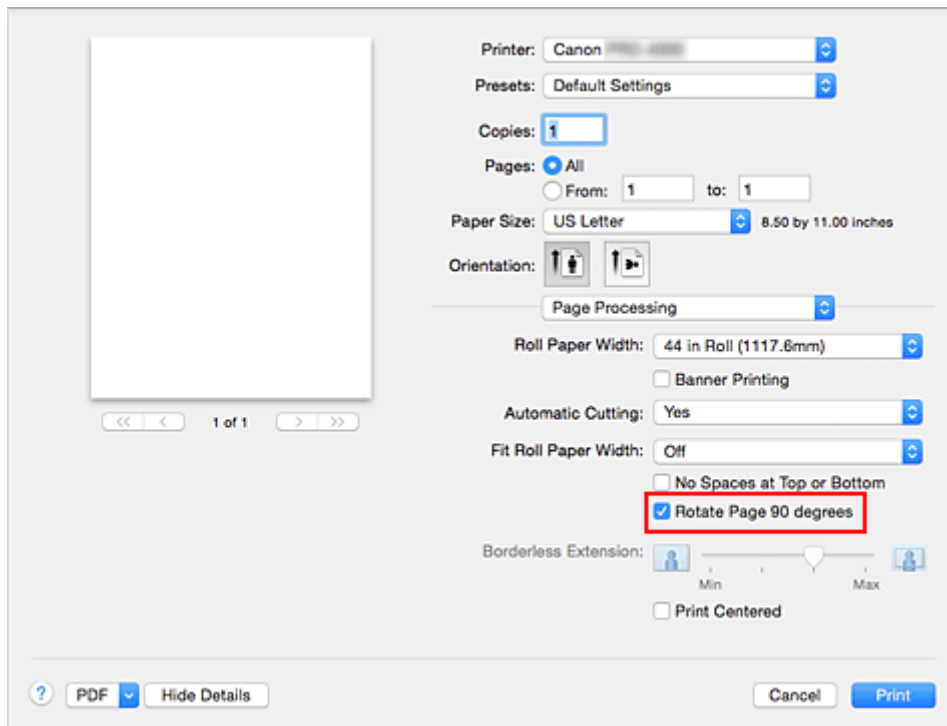 Printer: Canon
Presets: Default Settings
Copies: 1
Pages: All
From: 1 to: 1
Paper Size: US Letter 8.50 by 11.00 inches
Orientation:
Page Processing
Roll Paper Width: 44 in Roll (1117.6mm)
Banner Printing
1 of 1
Automatic Cutting: Yes
Fit Roll Paper Width: Off
No Spaces at Top or Bottom
Rotate Page 90 degrees
Borderless Extension:
Min Max
Print Centered
? PDF Hide Details Cancel Print